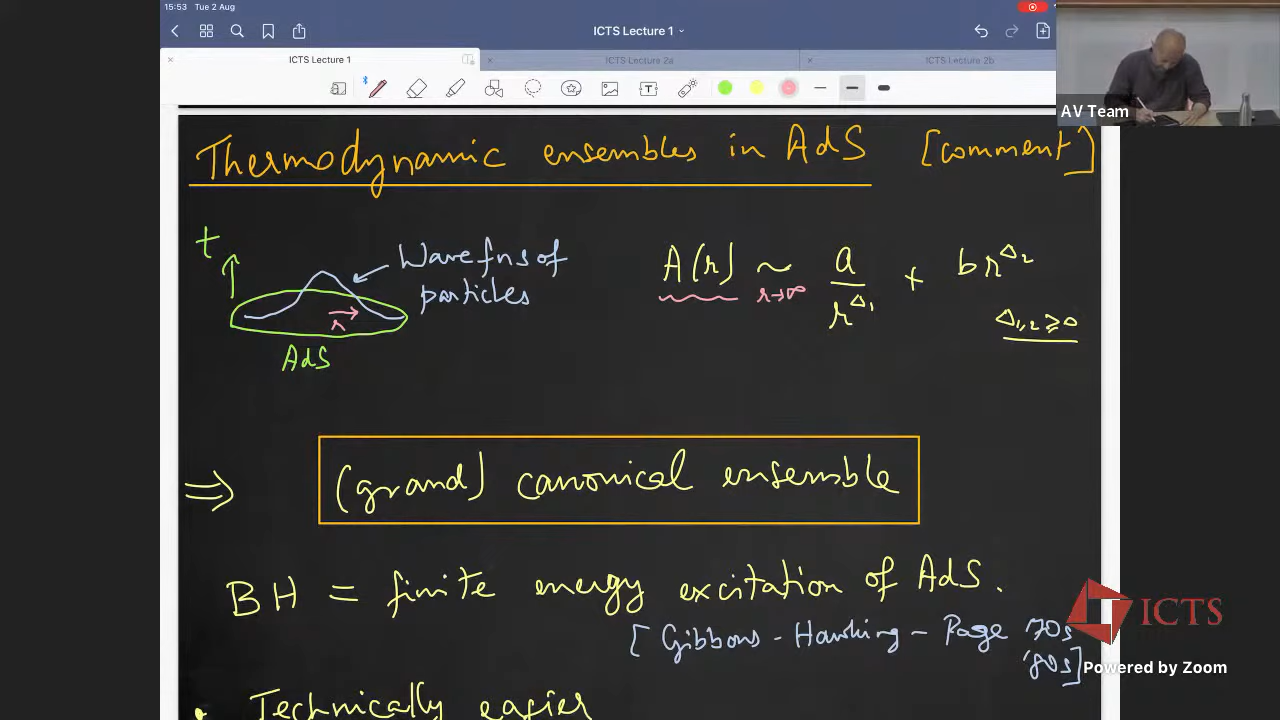 15:53 Tue 2 Aug
ICTS Lecture 1
ICTS Lecture 1
ICTS Lecture 2a
ICTS Lecture 2b
AV Team
Thermodynamic ensembles in AdS [comment]
t
Wavefns of
particles
r
AdS
A(r) ~ a/r^Δ₁ + b r^Δ₂
r→∞
Δ₁,₂ ⩾ 0
⇒ (grand) canonical ensemble
BH = finite energy excitation of AdS.
[Gibbons - Hawking - Page '70s
'80s]
• Technically easier
ICTS
Powered by Zoom